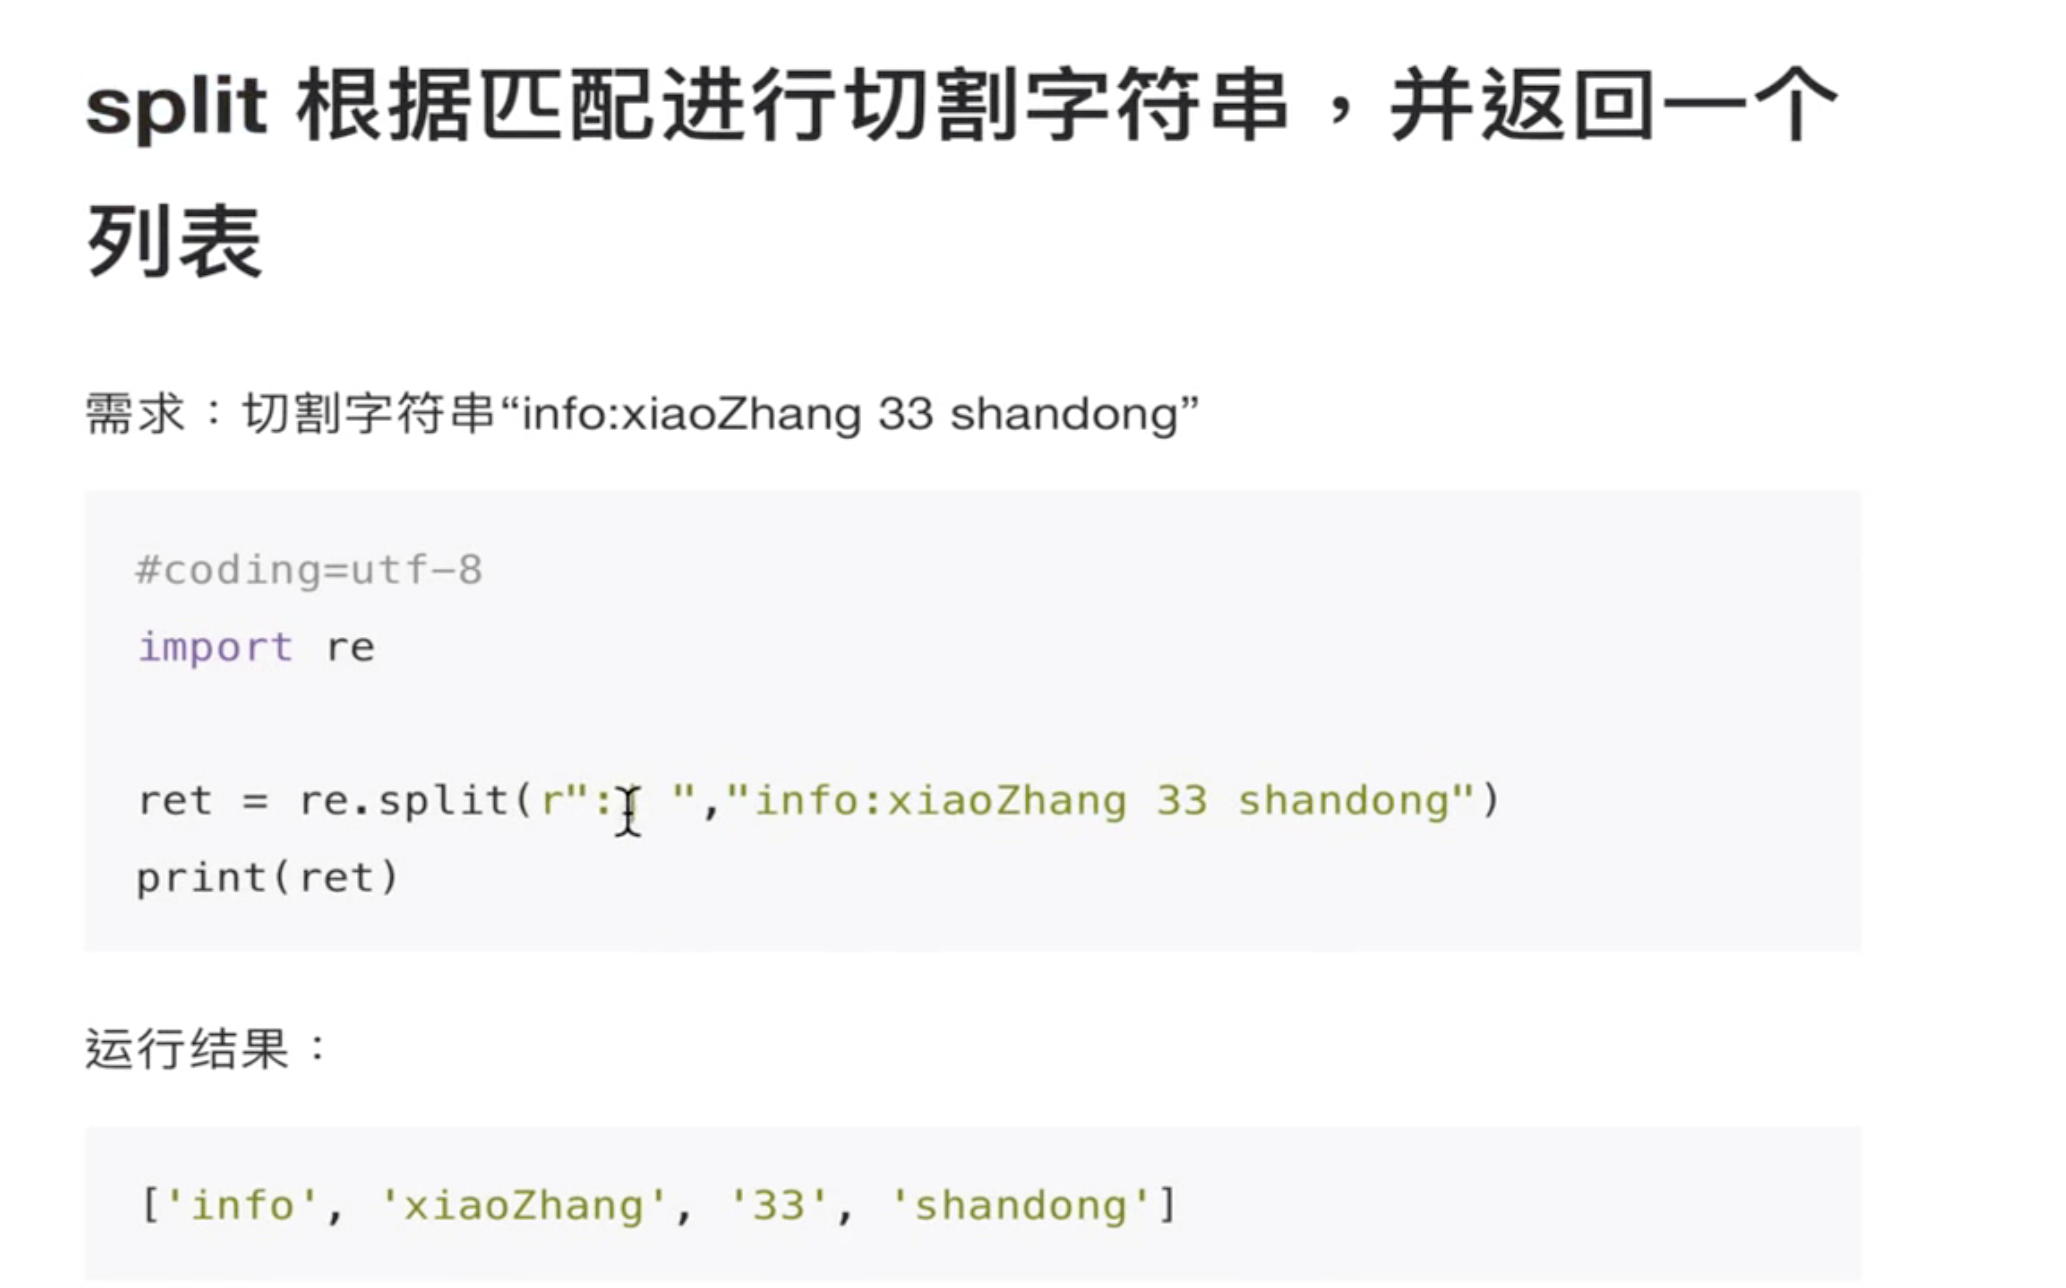 split 根据匹配进行切割字符串，并返回一个
列表
需求：切割字符串“info:xiaoZhang 33 shandong”
#coding=utf-8
import re
ret = re.split(r":| ","info:xiaoZhang 33 shandong")
print(ret)
运行结果：
['info', 'xiaoZhang', '33', 'shandong']